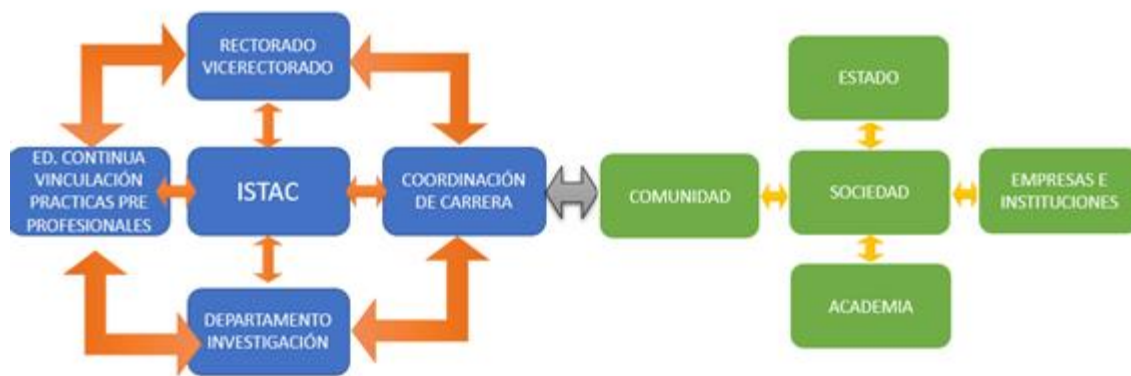 RECTORADO
VICERECTORADO
ED. CONTINUA
VINCULACIÓN
PRACTICAS PRE
PROFESIONALES
ISTAC
COORDINACIÓN
DE CARRERA
DEPARTAMENTO
INVESTIGACIÓN
COMUNIDAD
ESTADO
SOCIEDAD
EMPRESAS E
INSTITUCIONES
ACADEMIA